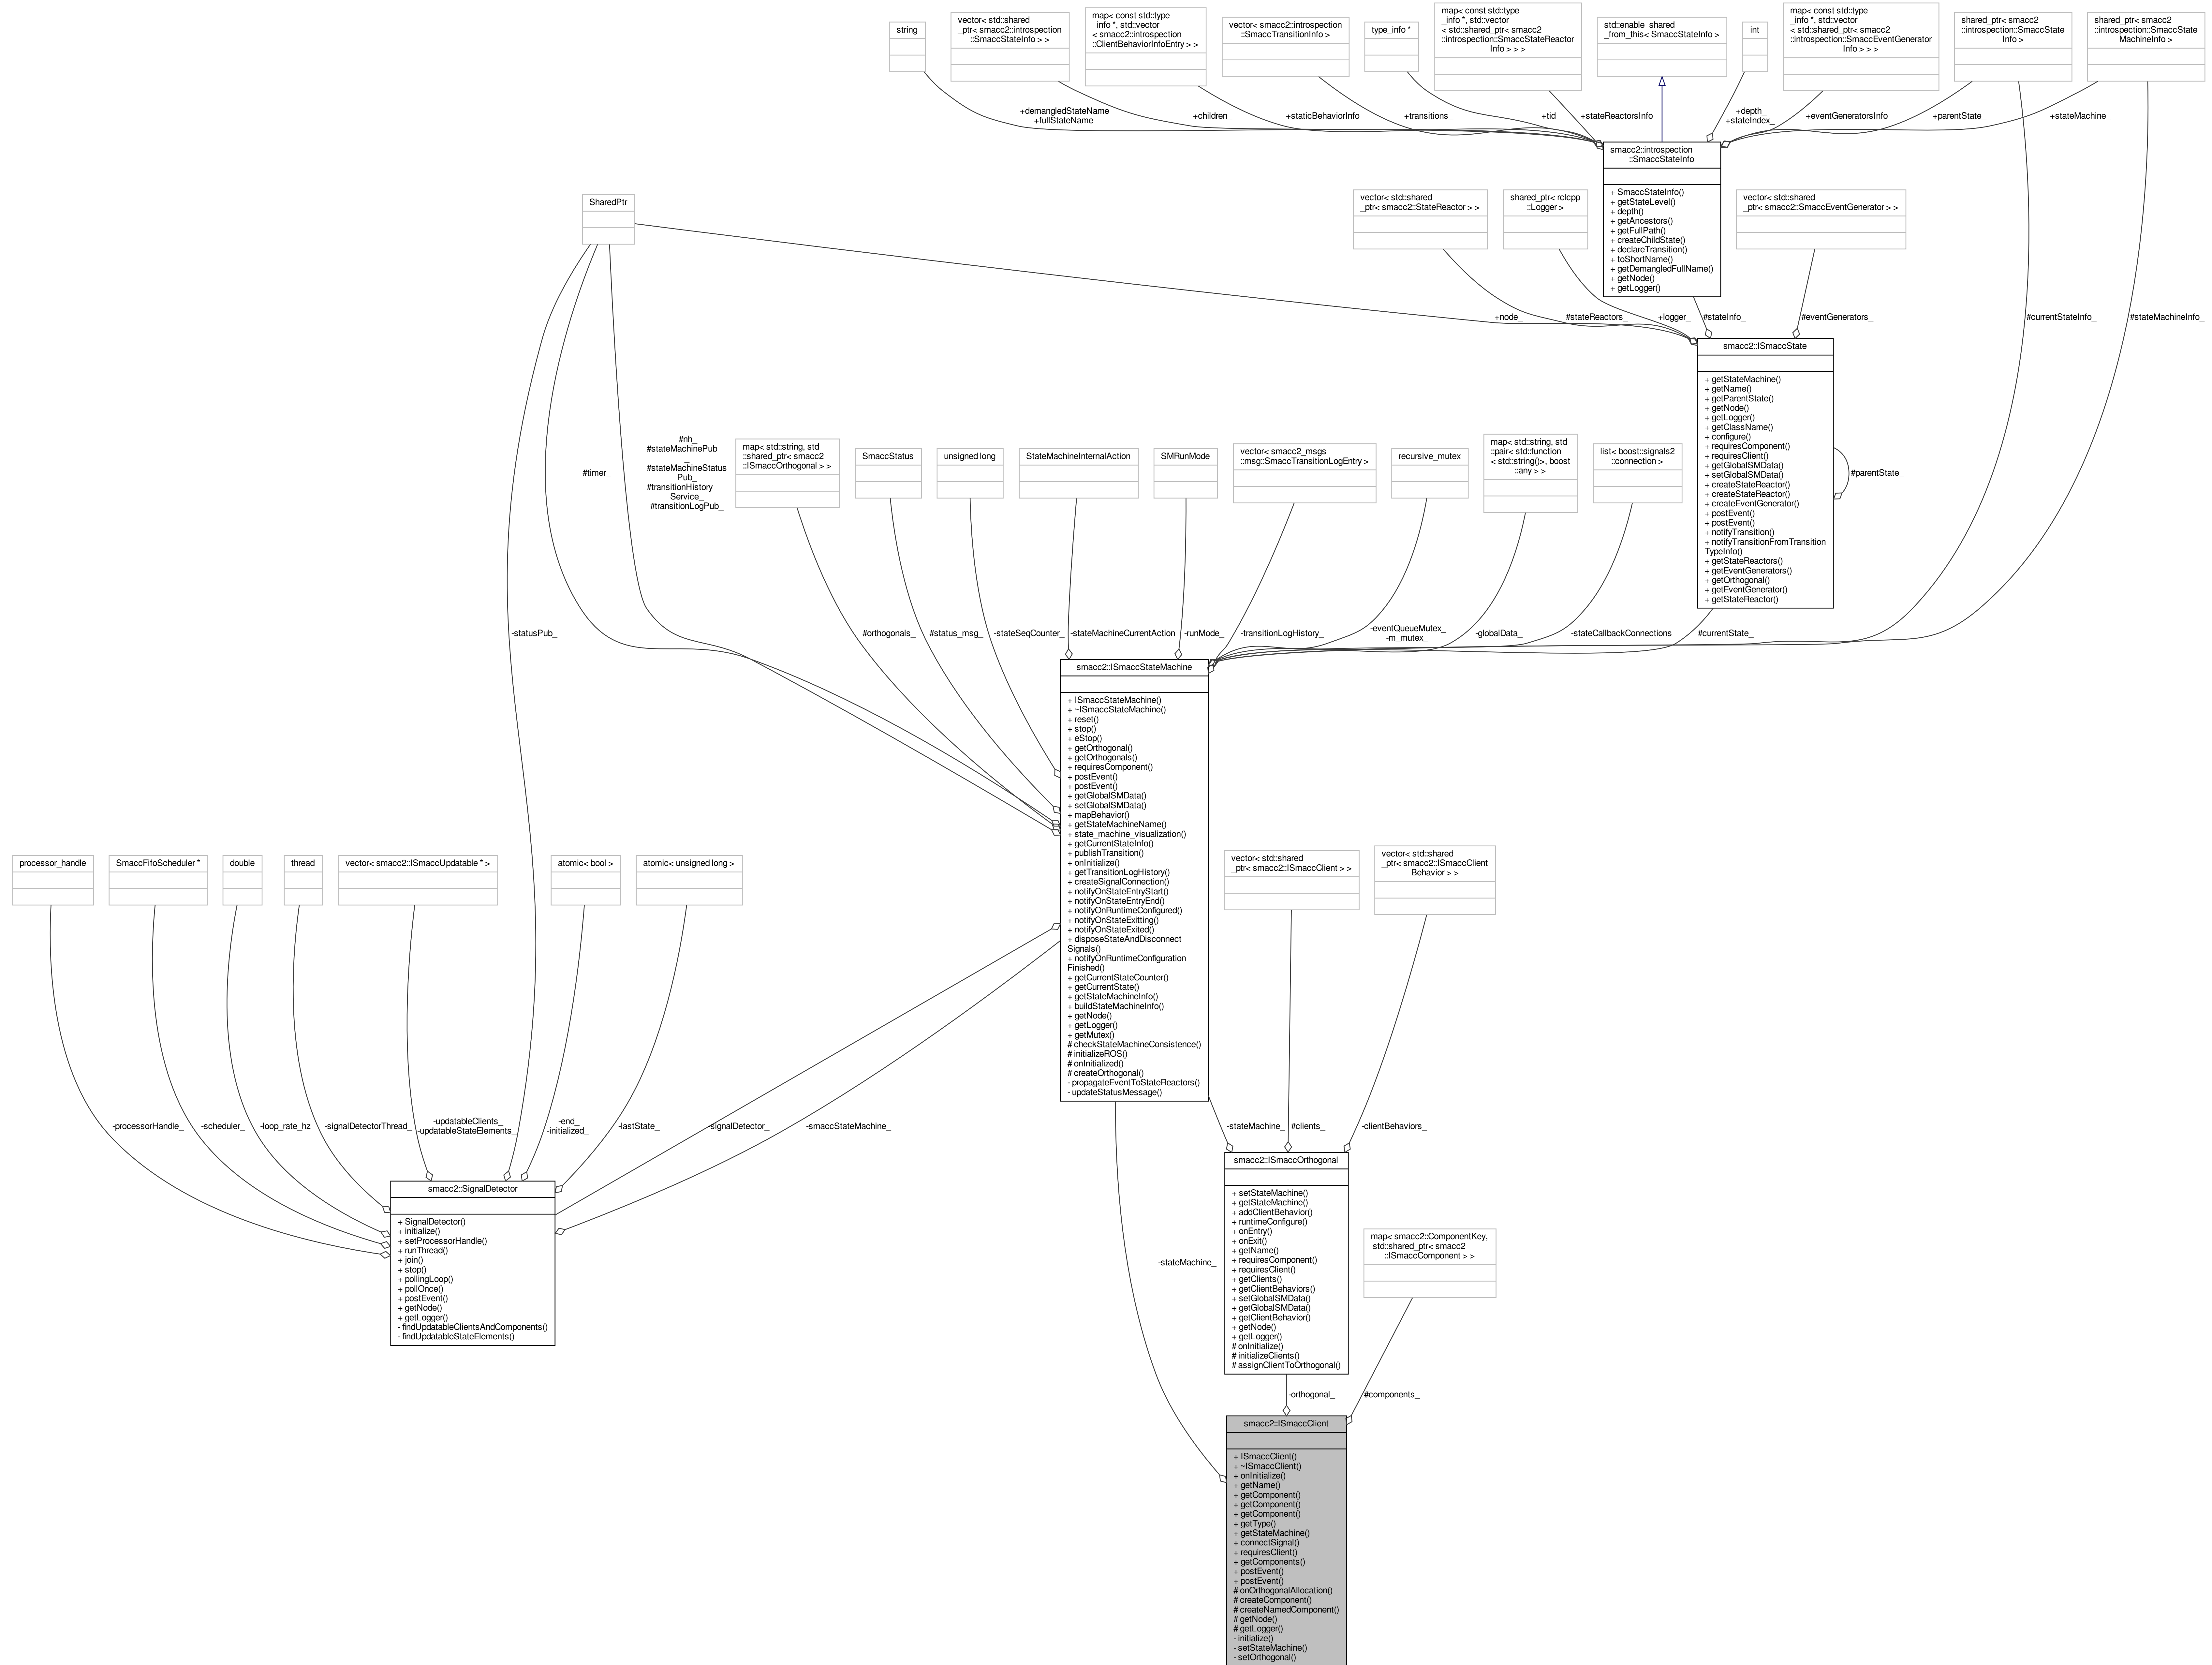 string
vector< std::shared
_ptr< smacc2::introspection
::SmaccStateInfo > >
map< const std::type
_info *, std::vector
< smacc2::introspection
::ClientBehaviorInfoEntry > >
vector< smacc2::introspection
::SmaccTransitionInfo >
type_info *
map< const std::type
_info *, std::vector
< std::shared_ptr< smacc2
::introspection::SmaccStateReactor
Info > > >
std::enable_shared
_from_this< SmaccStateInfo >
int
map< const std::type
_info *, std::vector
< std::shared_ptr< smacc2
::introspection::SmaccEventGenerator
Info > > >
shared_ptr< smacc2
::introspection::SmaccState
Info >
shared_ptr< smacc2
::introspection::SmaccState
MachineInfo >
+demangledStateName
+fullStateName
+children_
+staticBehaviorInfo
+transitions_
+tid_
+stateReactorsInfo
+depth_
+stateIndex_
+eventGeneratorsInfo
+parentState_
+stateMachine_
smacc2::introspection
::SmaccStateInfo
+ SmaccStateInfo()
+ getStateLevel()
+ depth()
+ getAncestors()
+ getFullPath()
+ createChildState()
+ declareTransition()
+ toShortName()
+ getDemangledFullName()
+ getNode()
+ getLogger()
SharedPtr
vector< std::shared
_ptr< smacc2::StateReactor > >
shared_ptr< rclcpp
::Logger >
vector< std::shared
_ptr< smacc2::SmaccEventGenerator > >
+node_
#stateReactors_
+logger_
#stateInfo_
#eventGenerators_
#currentStateInfo_
#stateMachineInfo_
smacc2::ISmaccState
+ getStateMachine()
+ getName()
+ getParentState()
+ getNode()
+ getLogger()
+ getClassName()
+ configure()
+ requiresComponent()
+ requiresClient()
+ getGlobalSMData()
+ setGlobalSMData()
+ createStateReactor()
+ createStateReactor()
+ createEventGenerator()
+ postEvent()
+ postEvent()
+ notifyTransition()
+ notifyTransitionFromTransition
TypeInfo()
+ getStateReactors()
+ getEventGenerators()
+ getOrthogonal()
+ getEventGenerator()
+ getStateReactor()
#parentState_
#timer_
#nh_
#stateMachinePub
_
#stateMachineStatus
Pub_
#transitionHistory
Service_
#transitionLogPub_
map< std::string, std
::shared_ptr< smacc2
::ISmaccOrthogonal > >
SmaccStatus
unsigned long
StateMachineInternalAction
SMRunMode
vector< smacc2_msgs
::msg::SmaccTransitionLogEntry >
recursive_mutex
map< std::string, std
::pair< std::function
< std::string()>, boost
::any > >
list< boost::signals2
::connection >
-statusPub_
#orthogonals_
#status_msg_
-stateSeqCounter_
-stateMachineCurrentAction
-runMode_
-transitionLogHistory_
-eventQueueMutex_
-m_mutex_
-globalData_
-stateCallbackConnections
#currentState_
smacc2::ISmaccStateMachine
+ ISmaccStateMachine()
+ ~ISmaccStateMachine()
+ reset()
+ stop()
+ eStop()
+ getOrthogonal()
+ getOrthogonals()
+ requiresComponent()
+ postEvent()
+ postEvent()
+ getGlobalSMData()
+ setGlobalSMData()
+ mapBehavior()
+ getStateMachineName()
+ state_machine_visualization()
+ getCurrentStateInfo()
+ publishTransition()
+ onInitialize()
+ getTransitionLogHistory()
+ createSignalConnection()
+ notifyOnStateEntryStart()
+ notifyOnStateEntryEnd()
+ notifyOnRuntimeConfigured()
+ notifyOnStateExitting()
+ notifyOnStateExited()
+ disposeStateAndDisconnect
Signals()
+ notifyOnRuntimeConfiguration
Finished()
+ getCurrentStateCounter()
+ getCurrentState()
+ getStateMachineInfo()
+ buildStateMachineInfo()
+ getNode()
+ getLogger()
+ getMutex()
# checkStateMachineConsistence()
# initializeROS()
# onInitialized()
# createOrthogonal()
- propagateEventToStateReactors()
- updateStatusMessage()
processor_handle
SmaccFifoScheduler *
double
thread
vector< smacc2::ISmaccUpdatable * >
atomic< bool >
atomic< unsigned long >
vector< std::shared
_ptr< smacc2::ISmaccClient > >
vector< std::shared
_ptr< smacc2::ISmaccClient
Behavior > >
-processorHandle_
-scheduler_
-loop_rate_hz
-signalDetectorThread_
-updatableClients_
-updatableStateElements_
-end_
-initialized_
-lastState_
-signalDetector_
-smaccStateMachine_
-stateMachine_
#clients_
-clientBehaviors_
smacc2::SignalDetector
+ SignalDetector()
+ initialize()
+ setProcessorHandle()
+ runThread()
+ join()
+ stop()
+ pollingLoop()
+ pollOnce()
+ postEvent()
+ getNode()
+ getLogger()
- findUpdatableClientsAndComponents()
- findUpdatableStateElements()
smacc2::ISmaccOrthogonal
+ setStateMachine()
+ getStateMachine()
+ addClientBehavior()
+ runtimeConfigure()
+ onEntry()
+ onExit()
+ getName()
+ requiresComponent()
+ requiresClient()
+ getClients()
+ getClientBehaviors()
+ setGlobalSMData()
+ getGlobalSMData()
+ getClientBehavior()
+ getNode()
+ getLogger()
# onInitialize()
# initializeClients()
# assignClientToOrthogonal()
-stateMachine_
map< smacc2::ComponentKey,
std::shared_ptr< smacc2
::ISmaccComponent > >
-orthogonal_
#components_
smacc2::ISmaccClient
+ ISmaccClient()
+ ~ISmaccClient()
+ onInitialize()
+ getName()
+ getComponent()
+ getComponent()
+ getComponent()
+ getType()
+ getStateMachine()
+ connectSignal()
+ requiresClient()
+ getComponents()
+ postEvent()
+ postEvent()
# onOrthogonalAllocation()
# createComponent()
# createNamedComponent()
# getNode()
# getLogger()
- initialize()
- setStateMachine()
- setOrthogonal()